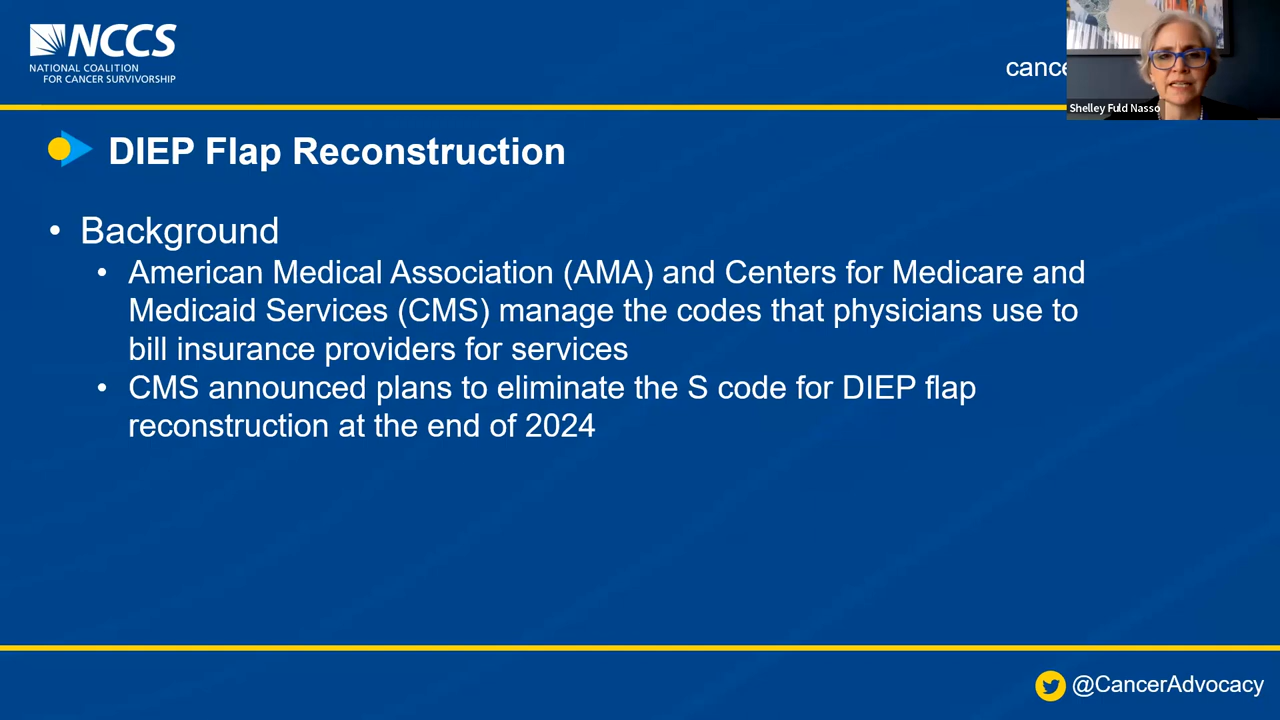 NCCS
NATIONAL COALITION
FOR CANCER SURVIVORSHIP
Shelley Fuld Nasso
DIEP Flap Reconstruction
• Background
• American Medical Association (AMA) and Centers for Medicare and
Medicaid Services (CMS) manage the codes that physicians use to
bill insurance providers for services
• CMS announced plans to eliminate the S code for DIEP flap
reconstruction at the end of 2024
@CancerAdvocacy